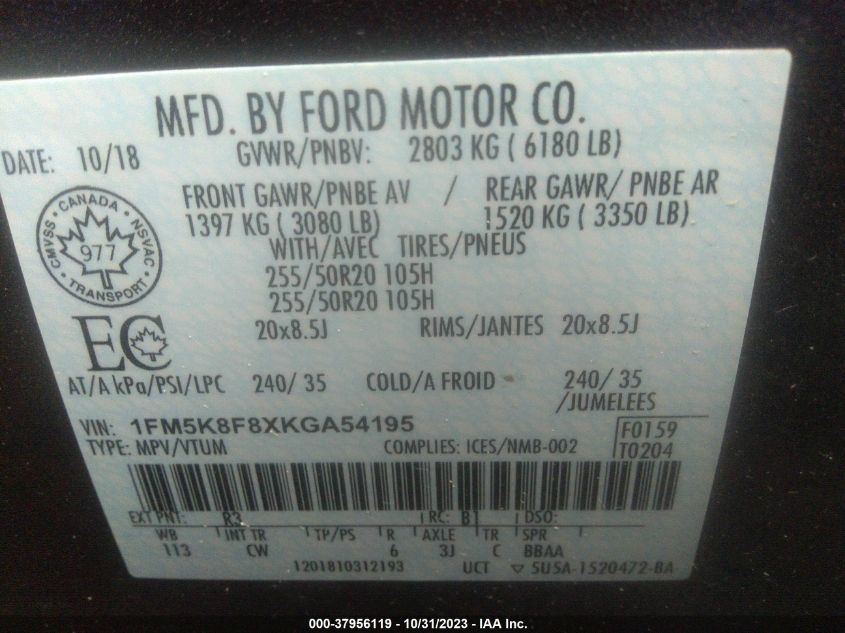 MFD. BY FORD MOTOR CO.
DATE: 10/18 GVWR/PNBV: 2803 KG ( 6180 LB)
FRONT GAWR/PNBE AV / REAR GAWR/ PNBE AR
1397 KG ( 3080 LB) 1520 KG ( 3350 LB)
WITH/AVEC TIRES/PNEUS
255/50R20 105H
255/50R20 105H
CANADA
CMVSS 977 NSVAC
TRANSPORT
EC
20x8.5J RIMS/JANTES 20x8.5J
AT/A kPa/PSI/LPC 240/ 35 COLD/A FROID 240/ 35
/JUMELEES
VIN: 1FM5K8F8XKGA54195 F0159
TYPE: MPV/VTUM COMPLIES: ICES/NMB-002 T0204
EXT PNT: R3 RC: B1 DSO:
WB INT TR TP/PS R AXLE TR SPR
113 CW 6 3J C BBAA
1201810312193 UCT ▽ 5U5A-1520472-BA
000-37956119 - 10/31/2023 - IAA Inc.